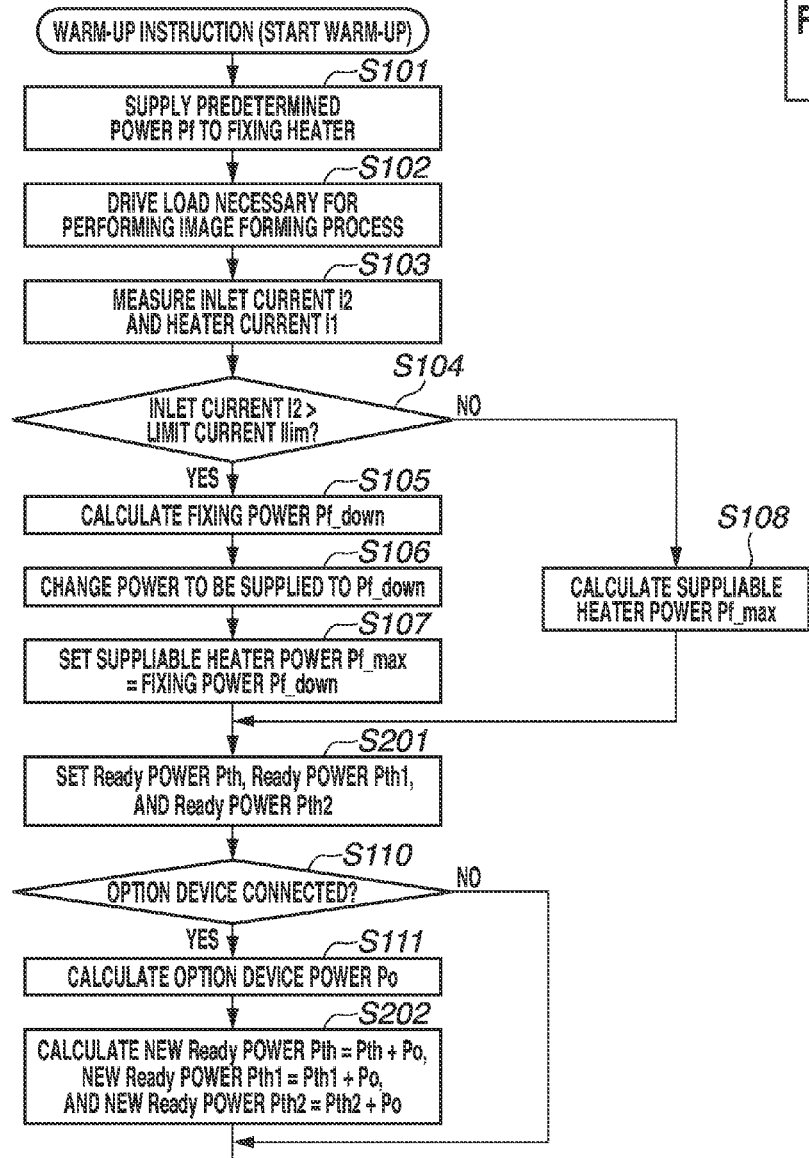 F
WARM-UP INSTRUCTION (START WARM-UP)
S101
SUPPLY PREDETERMINED
POWER Pf TO FIXING HEATER
S102
DRIVE LOAD NECESSARY FOR
PERFORMING IMAGE FORMING PROCESS
S103
MEASURE INLET CURRENT I2
AND HEATER CURRENT I1
S104
INLET CURRENT I2 >
LIMIT CURRENT Ilim?
NO
YES
S105
CALCULATE FIXING POWER Pf_down
S106
CHANGE POWER TO BE SUPPLIED TO Pf_down
S107
SET SUPPLIABLE HEATER POWER Pf_max
= FIXING POWER Pf_down
S108
CALCULATE SUPPLIABLE
HEATER POWER Pf_max
S201
SET Ready POWER Pth, Ready POWER Pth1,
AND Ready POWER Pth2
S110
OPTION DEVICE CONNECTED?
NO
YES
S111
CALCULATE OPTION DEVICE POWER Po
S202
CALCULATE NEW Ready POWER Pth = Pth + Po,
NEW Ready POWER Pth1 = Pth1 + Po,
AND NEW Ready POWER Pth2 = Pth2 + Po